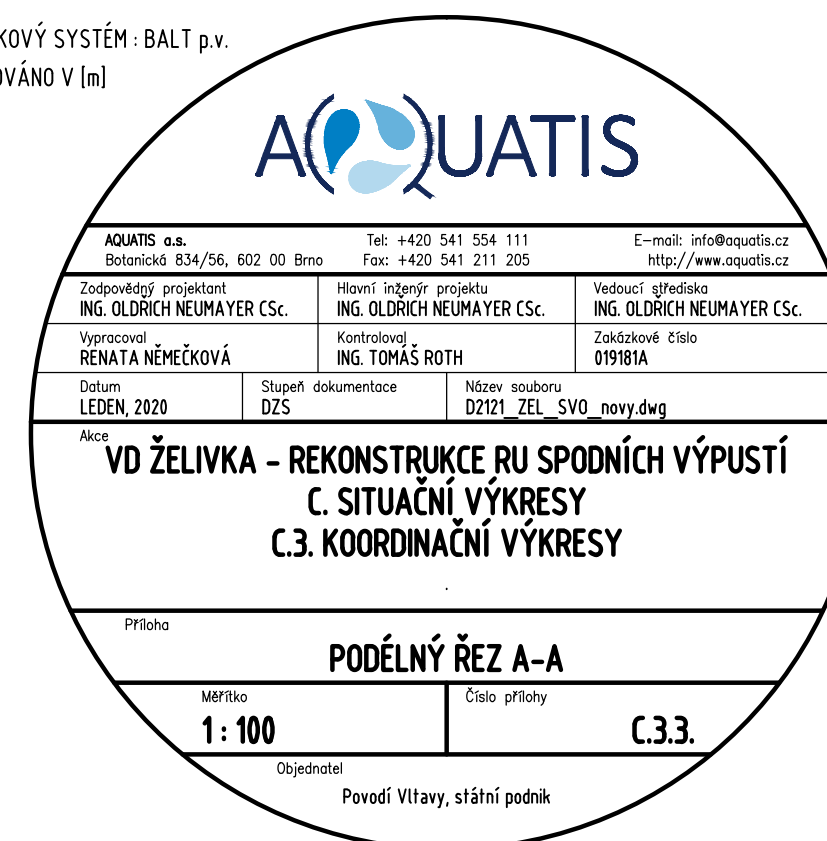 KOVÝ SYSTÉM : BALT p.v.
OVÁNO V [m]
AQUATIS
AQUATIS a.s. Tel: +420 541 554 111 E-mail: info@aquatis.cz
Botanická 834/56, 602 00 Brno Fax: +420 541 211 205 http://www.aquatis.cz
Zodpovědný projektant Hlavní inženýr projektu Vedoucí střediska
ING. OLDŘICH NEUMAYER CSc. ING. OLDŘICH NEUMAYER CSc. ING. OLDŘICH NEUMAYER CSc.
Vypracoval Kontroloval Zakázkové číslo
RENATA NĚMEČKOVÁ ING. TOMÁŠ ROTH 019181A
Datum Stupeň dokumentace Název souboru
LEDEN, 2020 DZS D2121_ZEL_SVO_novy.dwg
Akce
VD ŽELIVKA - REKONSTRUKCE RU SPODNÍCH VÝPUSTÍ
C. SITUAČNÍ VÝKRESY
C.3. KOORDINAČNÍ VÝKRESY
.
Příloha
PODÉLNÝ ŘEZ A-A
Měřítko Číslo přílohy
1 : 100 C.3.3.
Objednatel
Povodí Vltavy, státní podnik